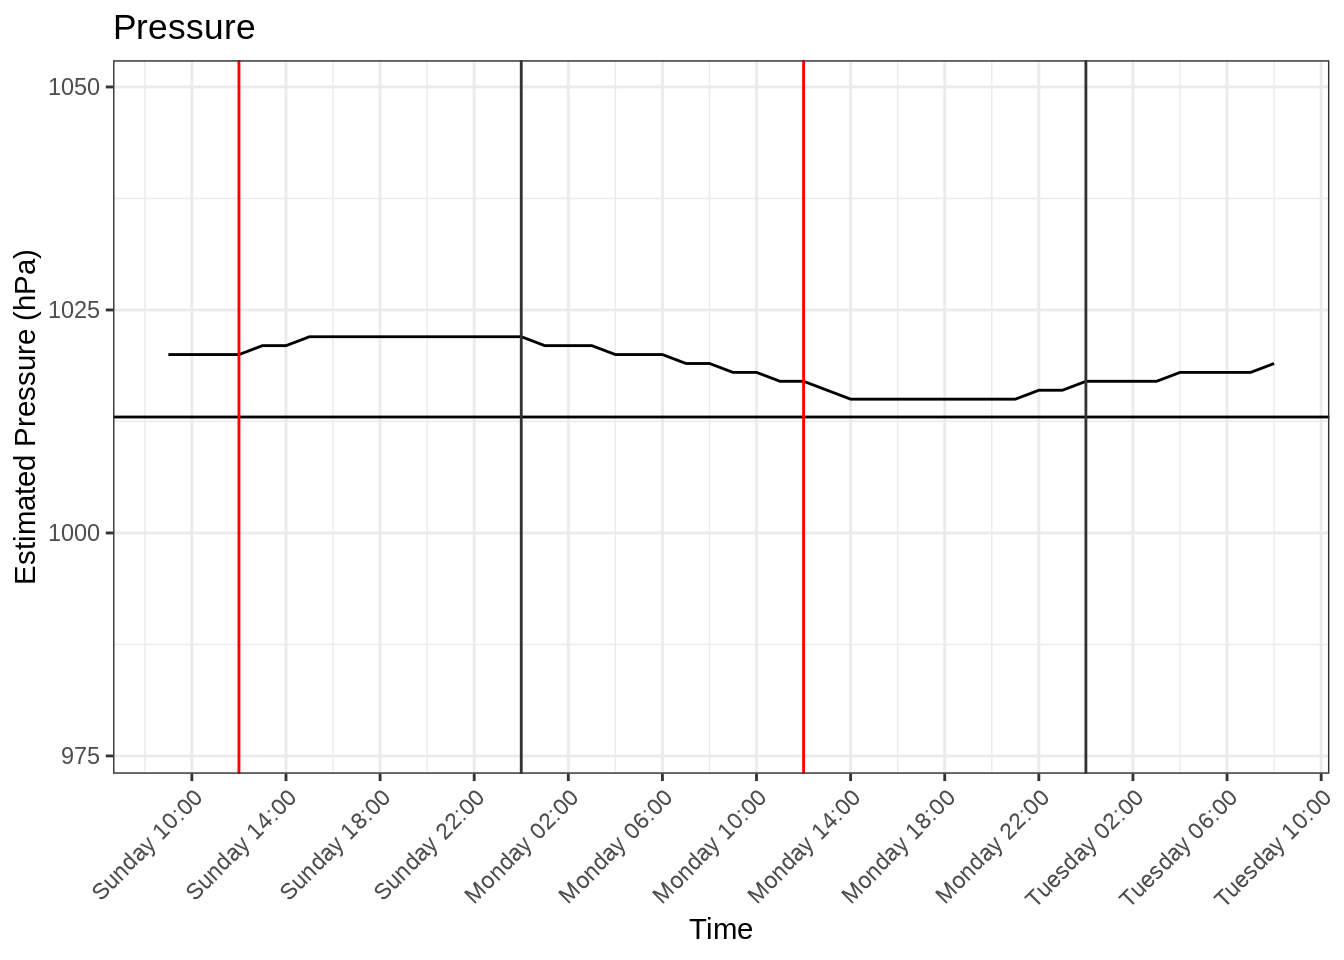 Pressure
Estimated Pressure (hPa)
1050
1025
1000
975
Sunday 10:00
Sunday 14:00
Sunday 18:00
Sunday 22:00
Monday 02:00
Monday 06:00
Monday 10:00
Monday 14:00
Monday 18:00
Monday 22:00
Tuesday 02:00
Tuesday 06:00
Tuesday 10:00
Time